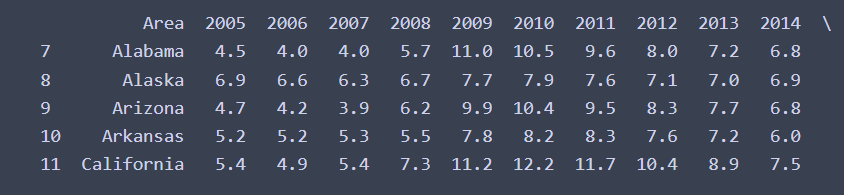 Area 2005 2006 2007 2008 2009 2010 2011 2012 2013 2014 \
7 Alabama 4.5 4.0 4.0 5.7 11.0 10.5 9.6 8.0 7.2 6.8
8 Alaska 6.9 6.6 6.3 6.7 7.7 7.9 7.6 7.1 7.0 6.9
9 Arizona 4.7 4.2 3.9 6.2 9.9 10.4 9.5 8.3 7.7 6.8
10 Arkansas 5.2 5.2 5.3 5.5 7.8 8.2 8.3 7.6 7.2 6.0
11 California 5.4 4.9 5.4 7.3 11.2 12.2 11.7 10.4 8.9 7.5